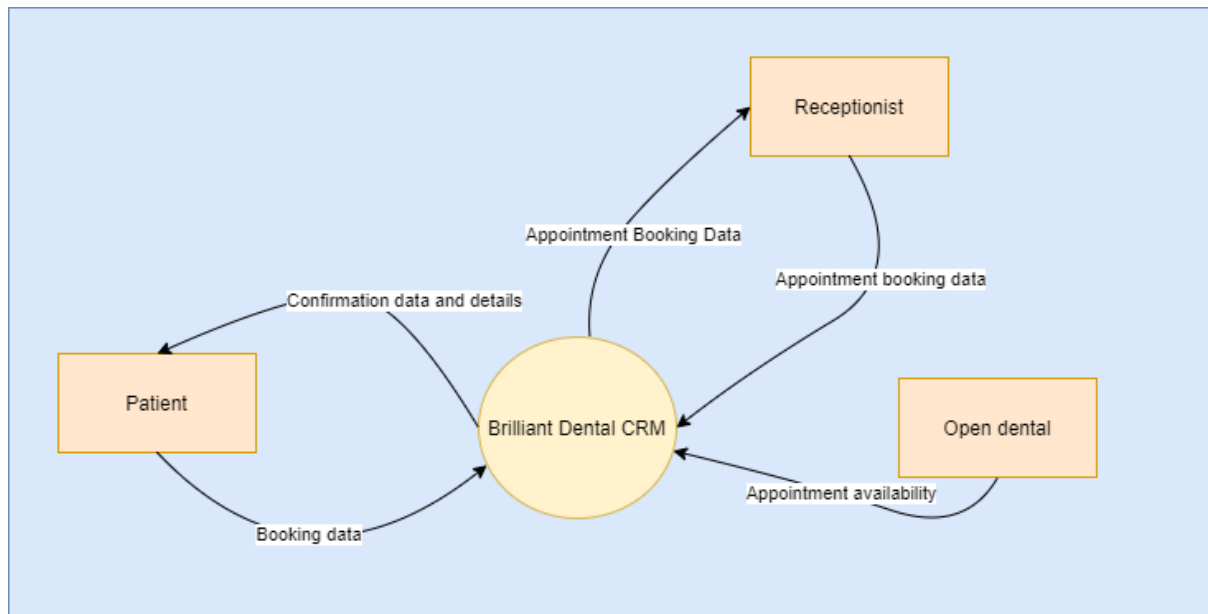 Receptionist
Appointment Booking Data
Appointment booking data
Confirmation data and details
Patient
Brilliant Dental CRM
Open dental
Appointment availability
Booking data